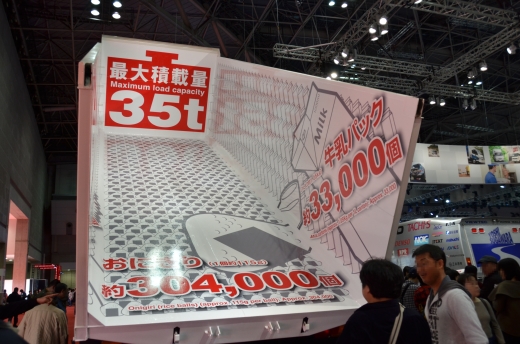 最大積載量
Maximum load capacity
35t
Milk
牛乳パック
約33,000個
おにぎり
約304,000個
TACHI-S